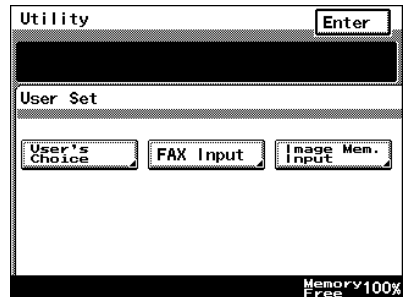 Utility
Enter
User Set
User's
Choice
FAX Input
Image Mem.
Input
Memory
Free 100%